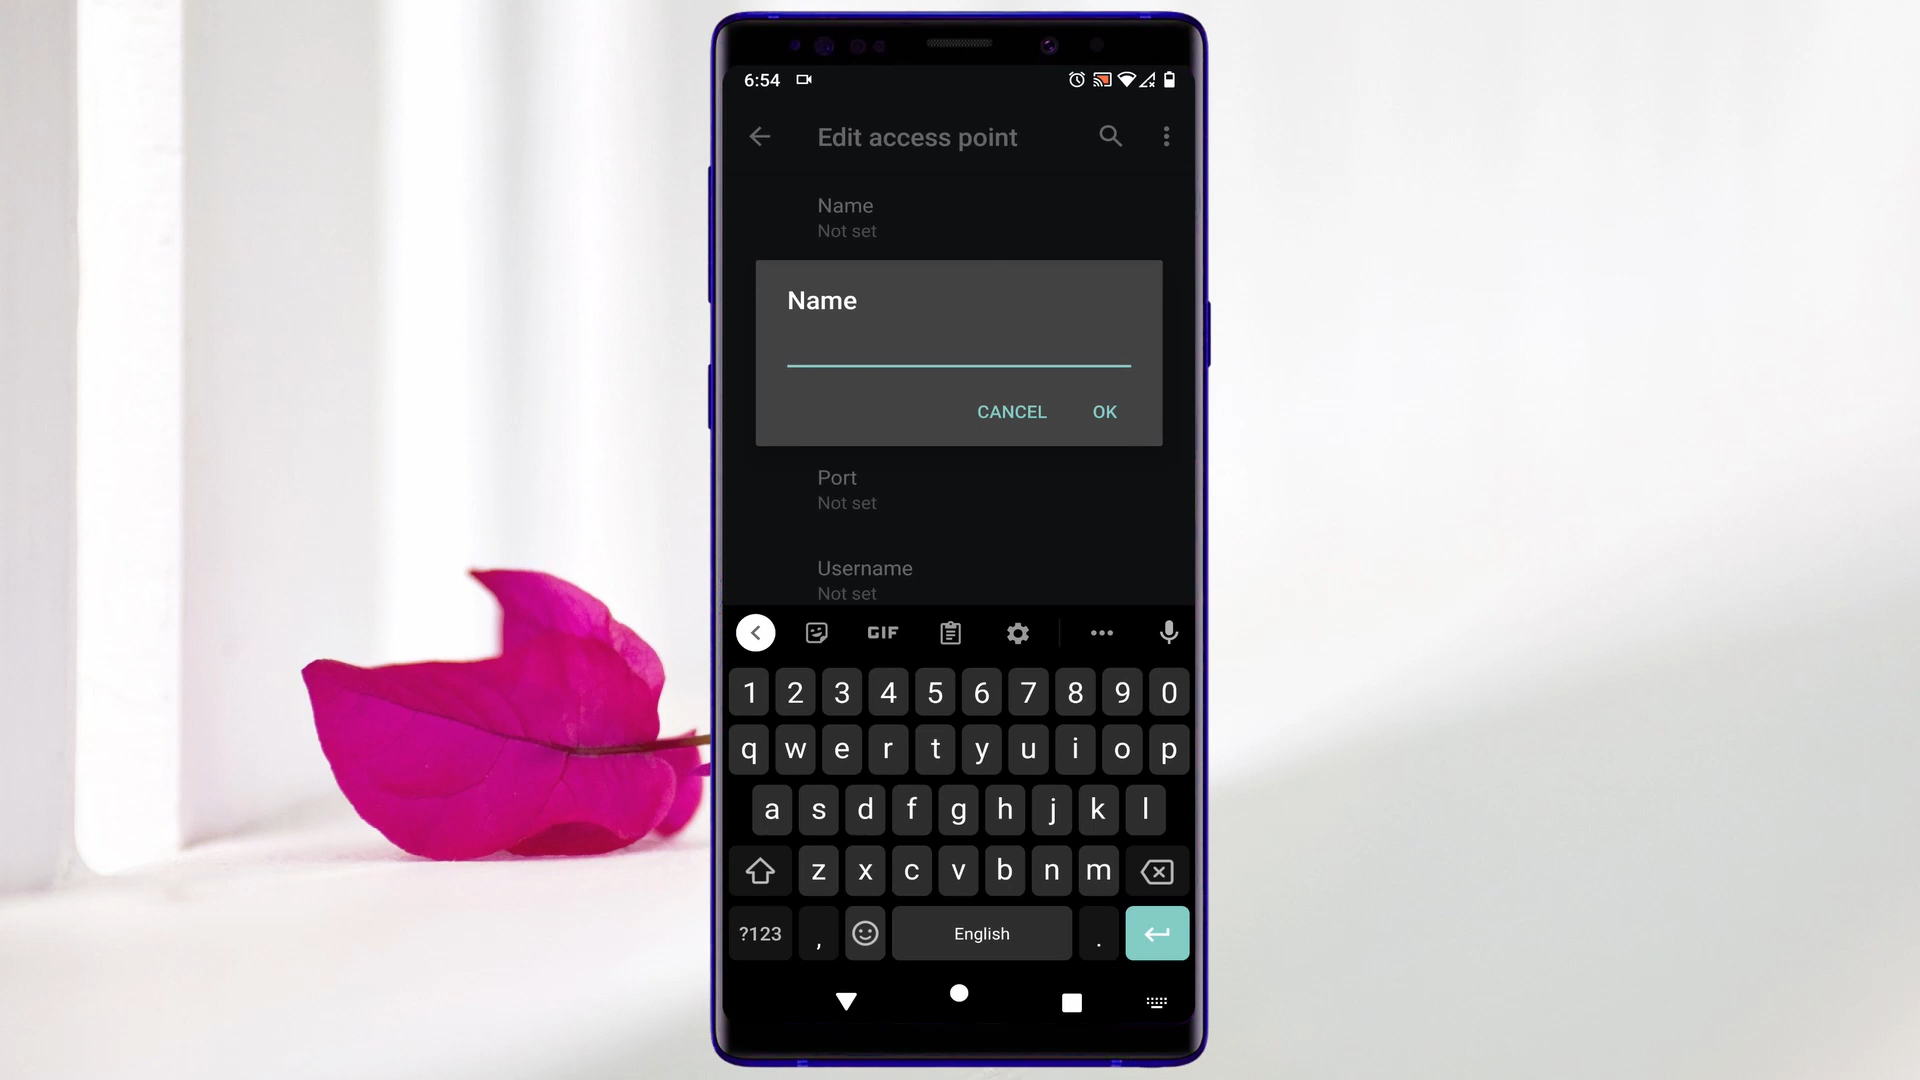 6:54
Edit access point
Name
Not set
Name
CANCEL OK
Port
Not set
Username
Not set
GIF
1 2 3 4 5 6 7 8 9 0
q w e r t y u i o p
a s d f g h j k l
z x c v b n m
?123 , English .